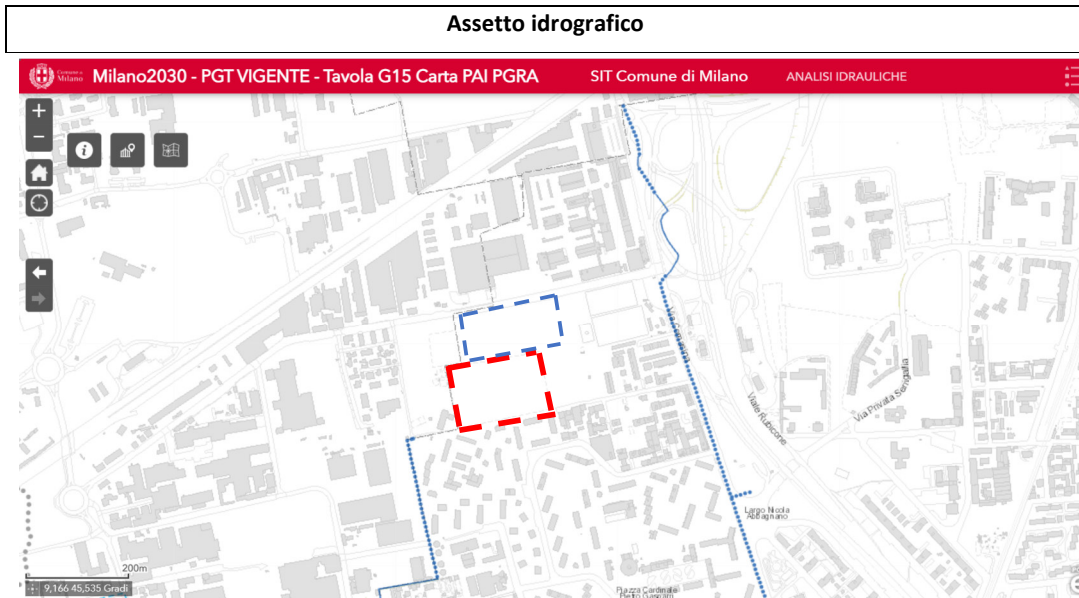 Assetto idrografico
Comune di
Milano
Milano2030 - PGT VIGENTE - Tavola G15 Carta PAI PGRA
SIT Comune di Milano
ANALISI IDRAULICHE
+
−
i
Viale Rubicone
Via Privata Senigallia
Largo Nicola
Abbagnano
200m
Piazza Cardinale
9,166 45,535 Gradi